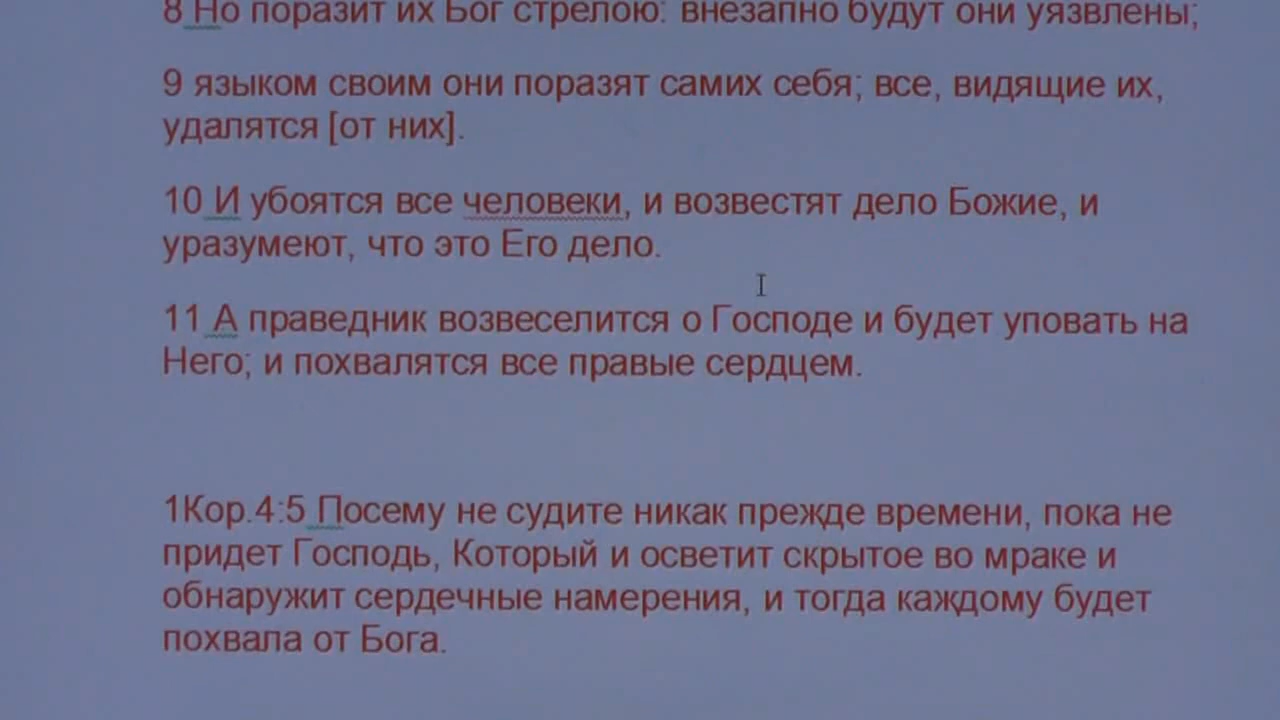 8 Но поразит их Бог стрелою: внезапно будут они уязвлены;
9 языком своим они поразят самих себя; все, видящие их,
удалятся [от них].
10 И убоятся все человеки, и возвестят дело Божие, и
уразумеют, что это Его дело.
11 А праведник возвеселится о Господе и будет уповать на
Него; и похвалятся все правые сердцем.
1Кор.4:5 Посему не судите никак прежде времени, пока не
придет Господь, Который и осветит скрытое во мраке и
обнаружит сердечные намерения, и тогда каждому будет
похвала от Бога.